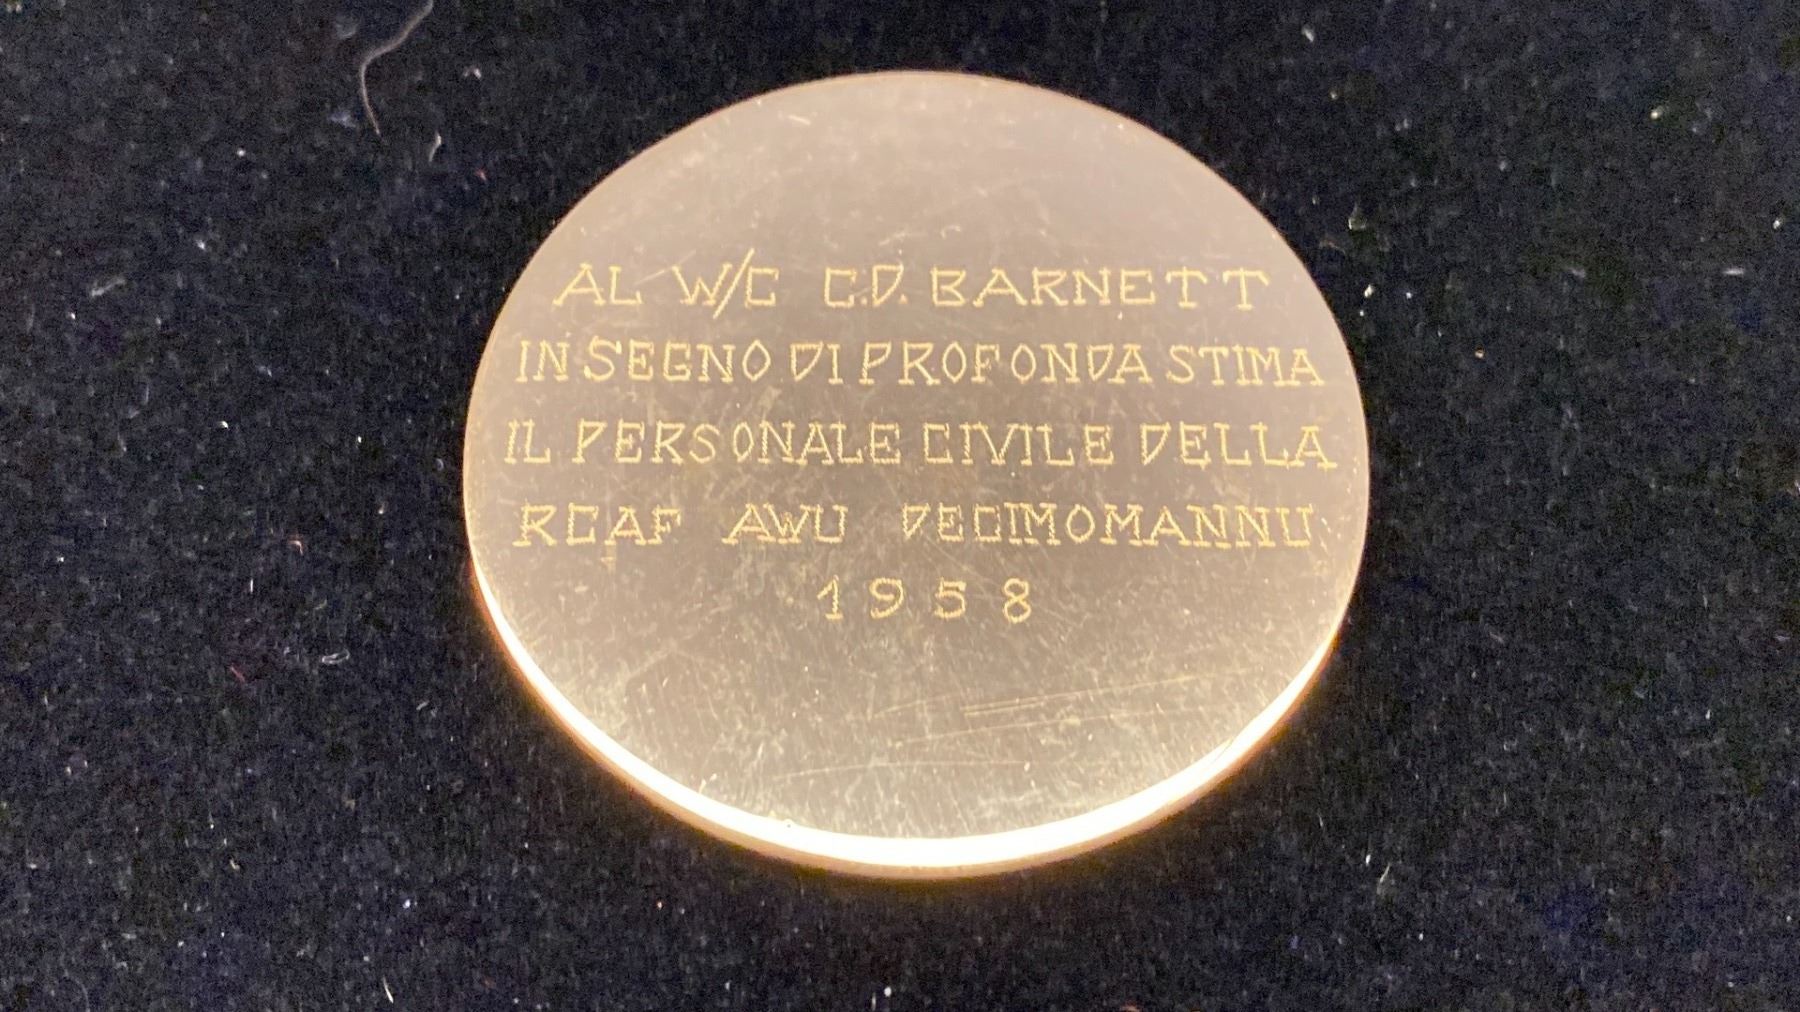 AL W/C C.D. BARNETT
IN SEGNO DI PROFONDA STIMA
IL PERSONALE CIVILE DELLA
RCAF AWU DECIMOMANNU
1958